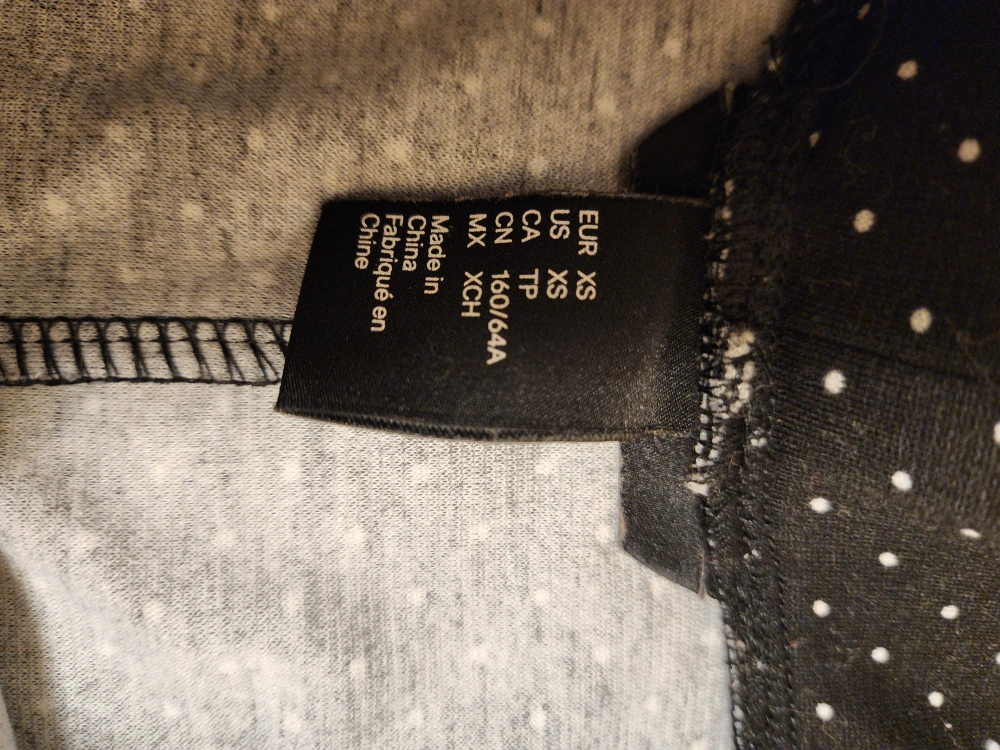 EUR XS
US XS
CA TP
CN 160/64A
MX XCH
Made in
China
Fabriqué en
Chine